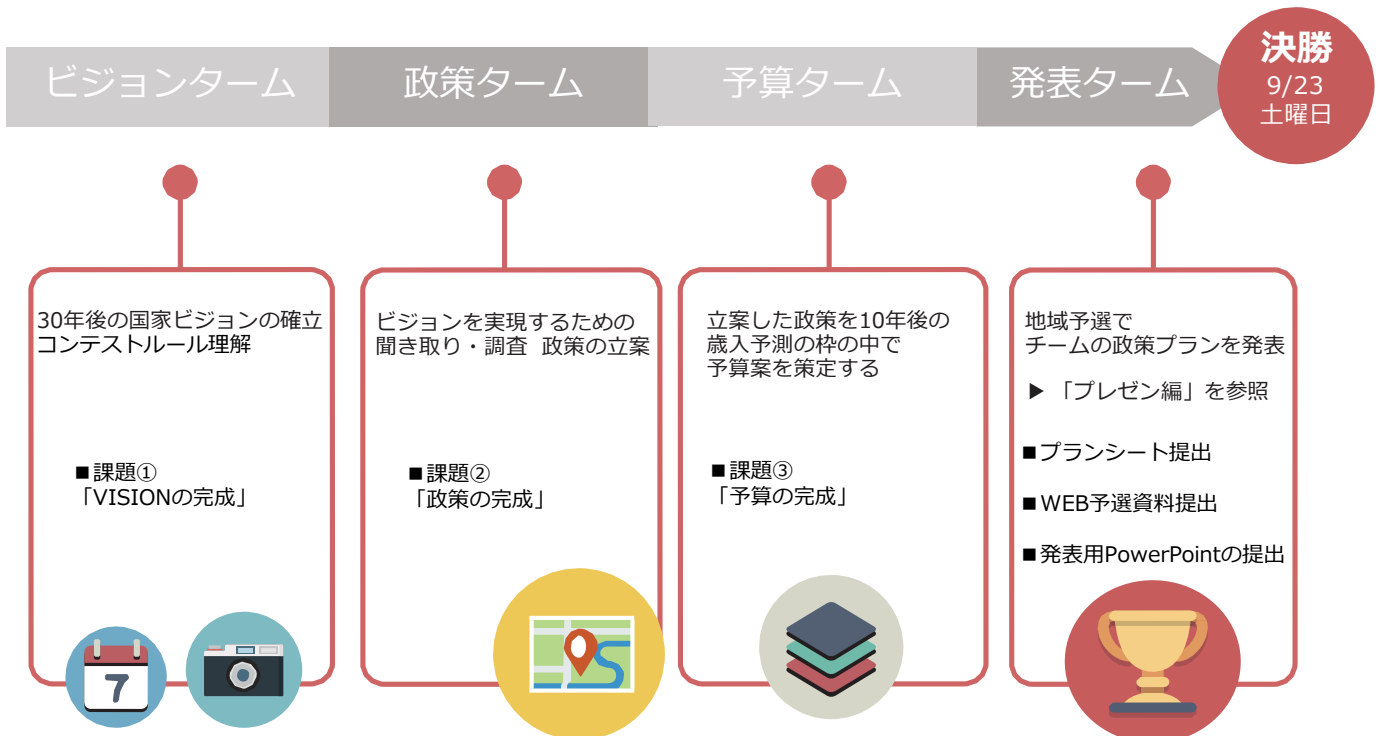 ビジョンターム
政策ターム
予算ターム
発表ターム
決勝
9/23
土曜日
30年後の国家ビジョンの確立
コンテストルール理解
■課題①
「VISIONの完成」
7
ビジョンを実現するための
聞き取り・調査 政策の立案
■課題②
「政策の完成」
立案した政策を10年後の
歳入予測の枠の中で
予算案を策定する
■課題③
「予算の完成」
地域予選で
チームの政策プランを発表
▶ 「プレゼン編」を参照
■プランシート提出
■WEB予選資料提出
■発表用PowerPointの提出